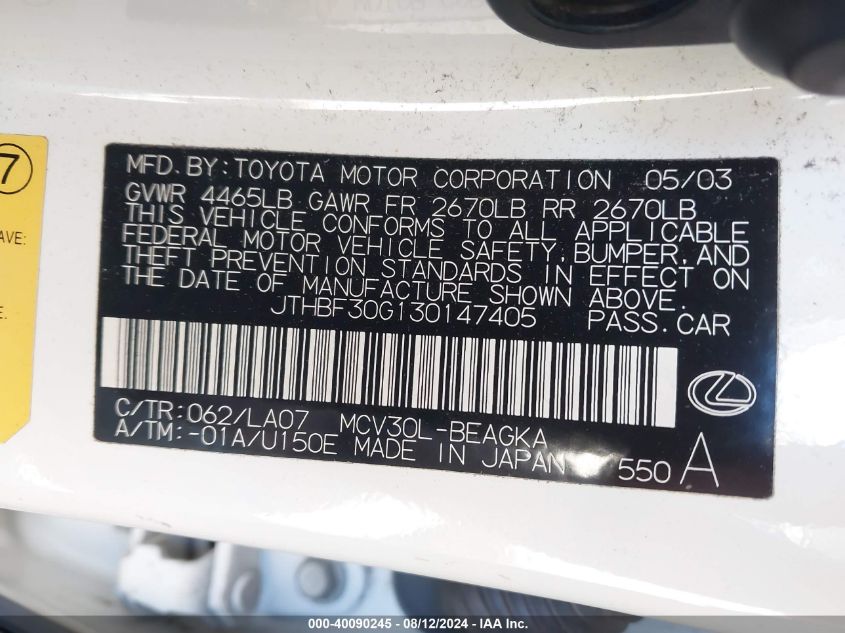 7
AVE:
E.
MFD. BY: TOYOTA MOTOR CORPORATION 05/03
GVWR 4465LB GAWR FR 2670LB RR 2670LB
THIS VEHICLE CONFORMS TO ALL APPLICABLE
FEDERAL MOTOR VEHICLE SAFETY, BUMPER, AND
THEFT PREVENTION STANDARDS IN EFFECT ON
THE DATE OF MANUFACTURE SHOWN ABOVE.
JTHBF30G130147405 PASS. CAR
C/TR: 062/LA07 MCV30L-BEAGKA
A/TM: -01A/U150E MADE IN JAPAN 550 A
000-40090245 - 08/12/2024 - IAA Inc.